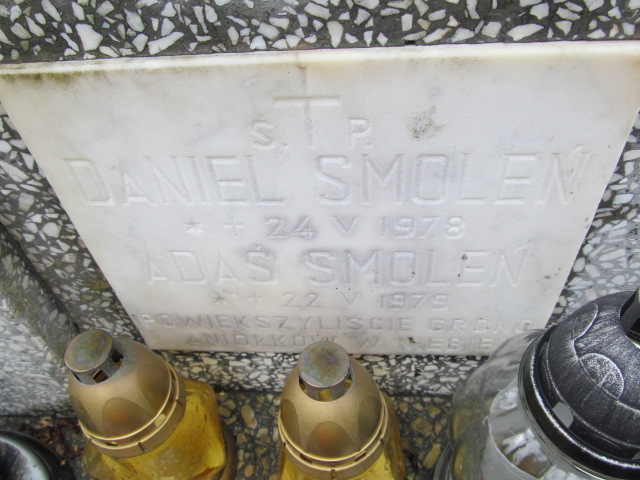 Ś. P.
DANIEL SMOLEŃ
* + 24 V 1978
ADAŚ SMOLEŃ
* + 22 V 1979
POWIĘKSZYLIŚCIE GRONO
ANIOŁKÓW W NIEBIE